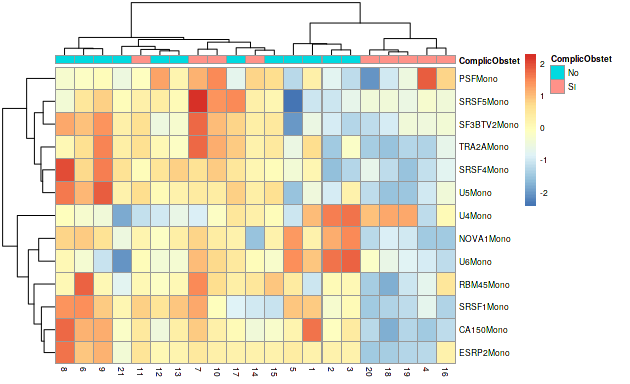 ComplicObstet
PSFMono
SRSF5Mono
SF3BTV2Mono
TRA2AMono
SRSF4Mono
U5Mono
U4Mono
NOVA1Mono
U6Mono
RBM45Mono
SRSF1Mono
CA150Mono
ESRP2Mono
8 6 9 21 11 12 13 7 10 17 14 15 5 1 2 3 20 18 19 4 16
2
1
0
-1
-2
ComplicObstet
No
SI